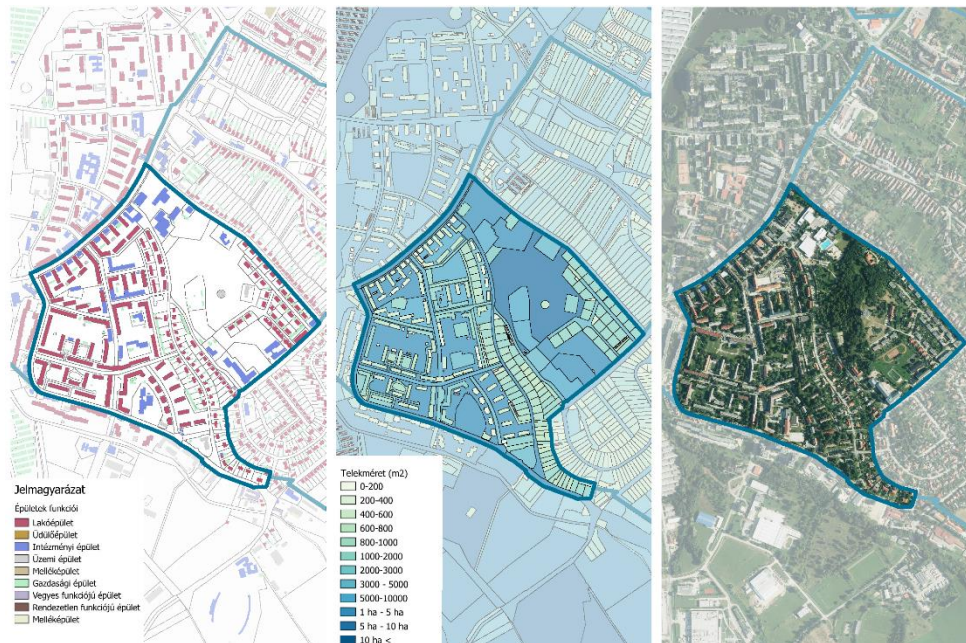 Jelmagyarázat
Épületek funkciói
Lakóépület
Üdülőépület
Intézményi épület
Üzemi épület
Melléképület
Gazdasági épület
Vegyes funkciójú épület
Rendezetlen funkciójú épület
Melléképület
Telekméret (m2)
0-200
200-400
400-600
600-800
800-1000
1000-2000
2000-3000
3000 - 5000
5000-10000
1 ha - 5 ha
5 ha - 10 ha
10 ha <